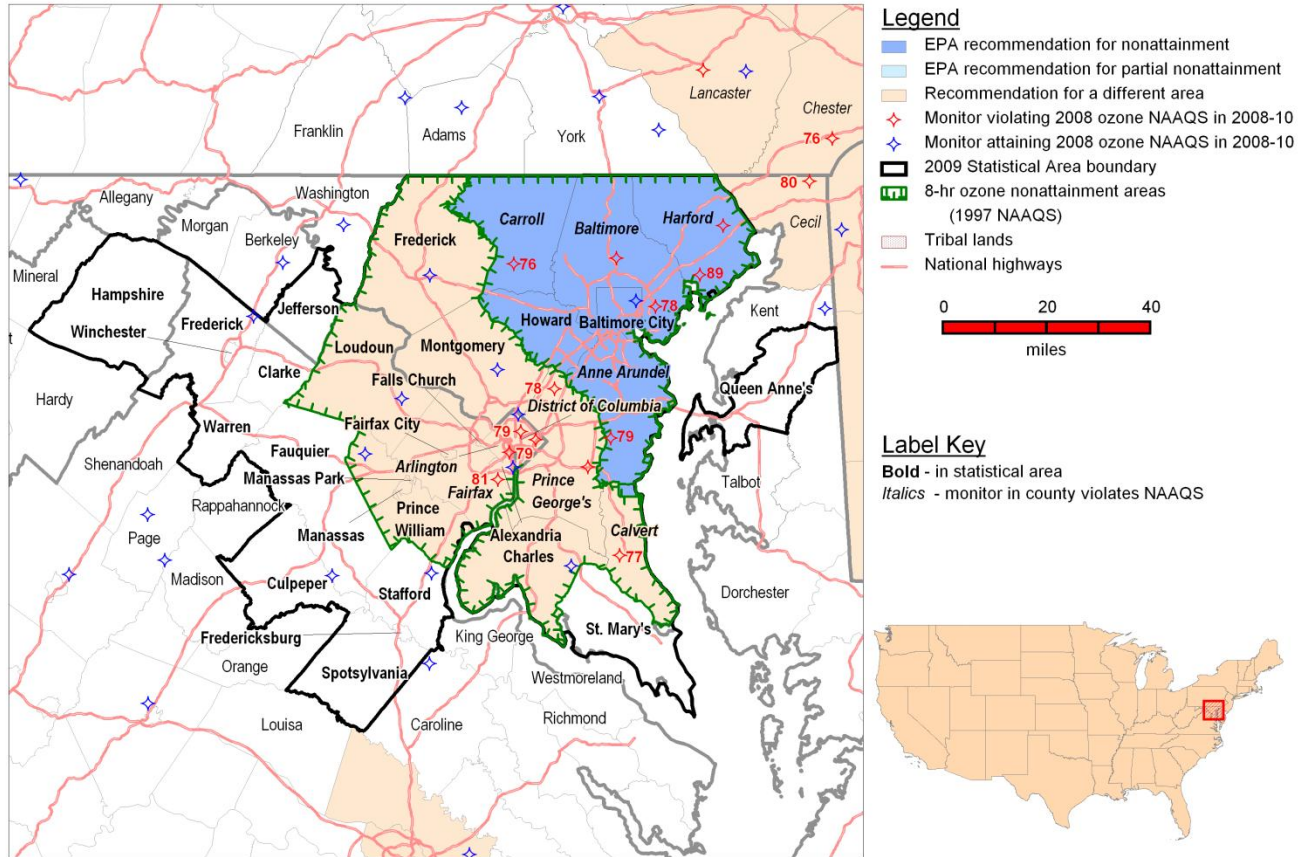 Legend
EPA recommendation for nonattainment
EPA recommendation for partial nonattainment
Recommendation for a different area
Monitor violating 2008 ozone NAAQS in 2008-10
Monitor attaining 2008 ozone NAAQS in 2008-10
2009 Statistical Area boundary
8-hr ozone nonattainment areas
(1997 NAAQS)
Tribal lands
National highways
0 20 40
miles
Label Key
Bold - in statistical area
Italics - monitor in county violates NAAQS
Lancaster
Chester
Franklin
Adams
York
76
80
Washington
Allegany
Morgan
Berkeley
Mineral
Cecil
Carroll
Baltimore
Harford
Frederick
76
89
78
Hampshire
Jefferson
Winchester
Frederick
Howard
Baltimore City
Kent
t
Loudoun
Montgomery
Clarke
Falls Church
Anne Arundel
Queen Anne's
Hardy
78
District of Columbia
Warren
Fairfax City
79
79
79
Fauquier
Shenandoah
Arlington
Manassas Park
81
Fairfax
Prince
George's
Talbot
Rappahannock
Prince
William
Page
Manassas
Alexandria
Calvert
Charles
77
Madison
Culpeper
Stafford
Dorchester
Fredericksburg
King George
St. Mary's
Orange
Spotsylvania
Westmoreland
Louisa
Caroline
Richmond